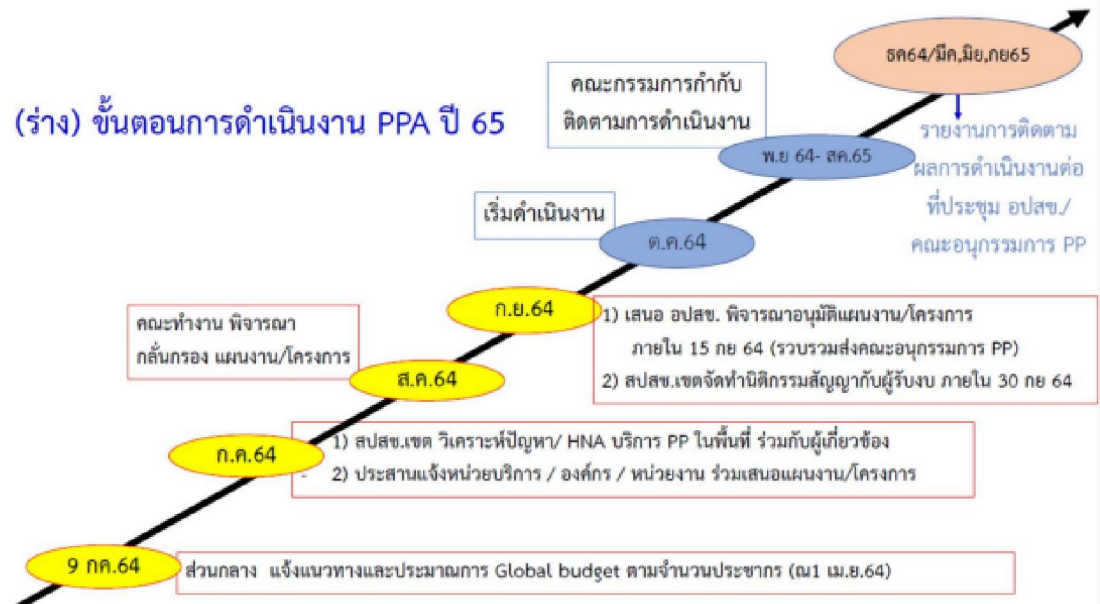 (ร่าง) ขั้นตอนการดำเนินงาน PPA ปี 65
ธค64/มีค,มิย,กย65
รายงานการติดตาม
ผลการดำเนินงานต่อ
ที่ประชุม อปสข./
คณะอนุกรรมการ PP
คณะกรรมการกำกับ
ติดตามการดำเนินงาน
พ.ย 64- สค.65
เริ่มดำเนินงาน
ต.ค.64
ก.ย.64
1) เสนอ อปสข. พิจารณาอนุมัติแผนงาน/โครงการ
ภายใน 15 กย 64 (รวบรวมส่งคณะอนุกรรมการ PP)
2) สปสช.เขตจัดทำนิติกรรมสัญญากับผู้รับงบ ภายใน 30 กย 64
คณะทำงาน พิจารณา
กลั่นกรอง แผนงาน/โครงการ
ส.ค.64
ก.ค.64
1) สปสช.เขต วิเคราะห์ปัญหา/ HNA บริการ PP ในพื้นที่ ร่วมกับผู้เกี่ยวข้อง
- 2) ประสานแจ้งหน่วยบริการ / องค์กร / หน่วยงาน ร่วมเสนอแผนงาน/โครงการ
9 กค.64
ส่วนกลาง แจ้งแนวทางและประมาณการ Global budget ตามจำนวนประชากร (ณ1 เม.ย.64)